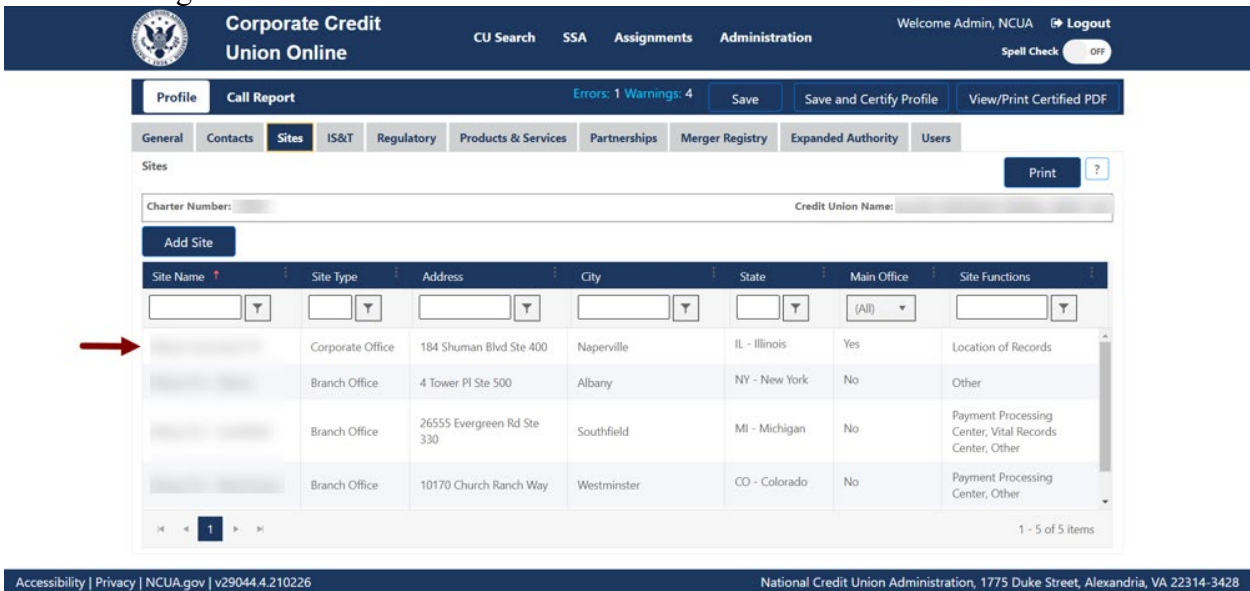 Corporate Credit
Union Online
CU Search SSA Assignments Administration
Welcome Admin, NCUA Logout
Spell Check OFF
Profile Call Report Errors: 1 Warnings: 4 Save Save and Certify Profile View/Print Certified PDF
General Contacts Sites IS&T Regulatory Products & Services Partnerships Merger Registry Expanded Authority Users
Sites Print ?
Charter Number: Credit Union Name:
Add Site
Site Name Site Type Address City State Main Office Site Functions
(All)
Corporate Office 184 Shuman Blvd Ste 400 Naperville IL - Illinois Yes Location of Records
Branch Office 4 Tower Pl Ste 500 Albany NY - New York No Other
Branch Office 26555 Evergreen Rd Ste 330 Southfield MI - Michigan No Payment Processing Center, Vital Records Center, Other
Branch Office 10170 Church Ranch Way Westminster CO - Colorado No Payment Processing Center, Other
1 1 - 5 of 5 items
Accessibility | Privacy | NCUA.gov | v29044.4.210226 National Credit Union Administration, 1775 Duke Street, Alexandria, VA 22314-3428